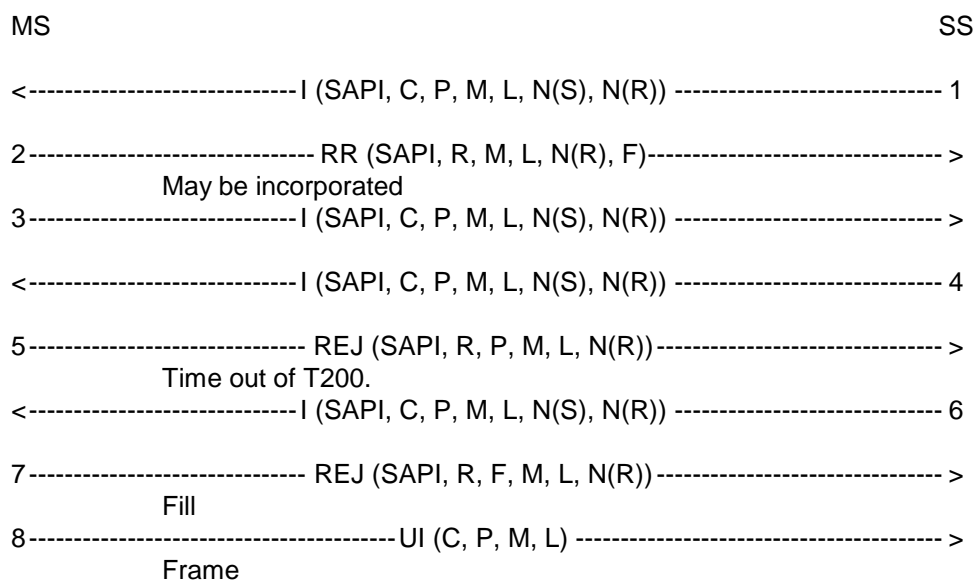 MS SS
<------------------------------I (SAPI, C, P, M, L, N(S), N(R)) ------------------------------ 1
2-------------------------------- RR (SAPI, R, M, L, N(R), F)-------------------------------- >
May be incorporated
3------------------------------I (SAPI, C, P, M, L, N(S), N(R)) ----------------------------- >
<------------------------------I (SAPI, C, P, M, L, N(S), N(R)) ------------------------------ 4
5------------------------------- REJ (SAPI, R, P, M, L, N(R))-------------------------------- >
Time out of T200.
<------------------------------I (SAPI, C, P, M, L, N(S), N(R)) ------------------------------ 6
7------------------------------- REJ (SAPI, R, F, M, L, N(R))-------------------------------- >
Fill
8-----------------------------------------UI (C, P, M, L) ----------------------------------------- >
Frame